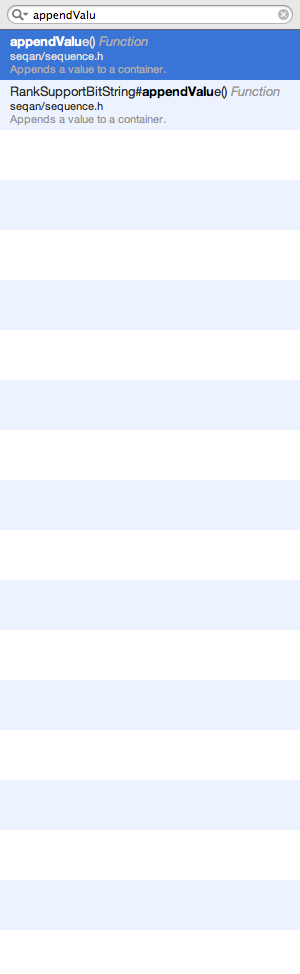 appendValu
appendValue() Function
seqan/sequence.h
Appends a value to a container.
RankSupportBitString#appendValue() Function
seqan/sequence.h
Appends a value to a container.